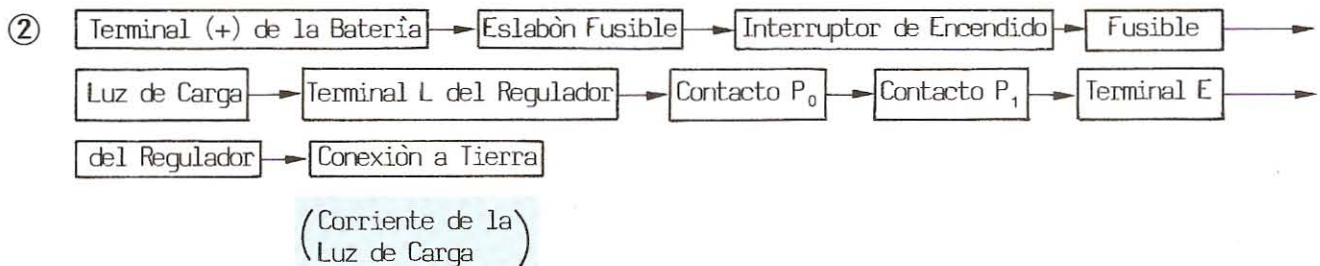 ② Terminal (+) de la Baterìa Eslabòn Fusible Interruptor de Encendido Fusible
Luz de Carga Terminal L del Regulador Contacto P₀ Contacto P₁ Terminal E
del Regulador Conexiòn a Tierra
(Corriente de la
Luz de Carga)